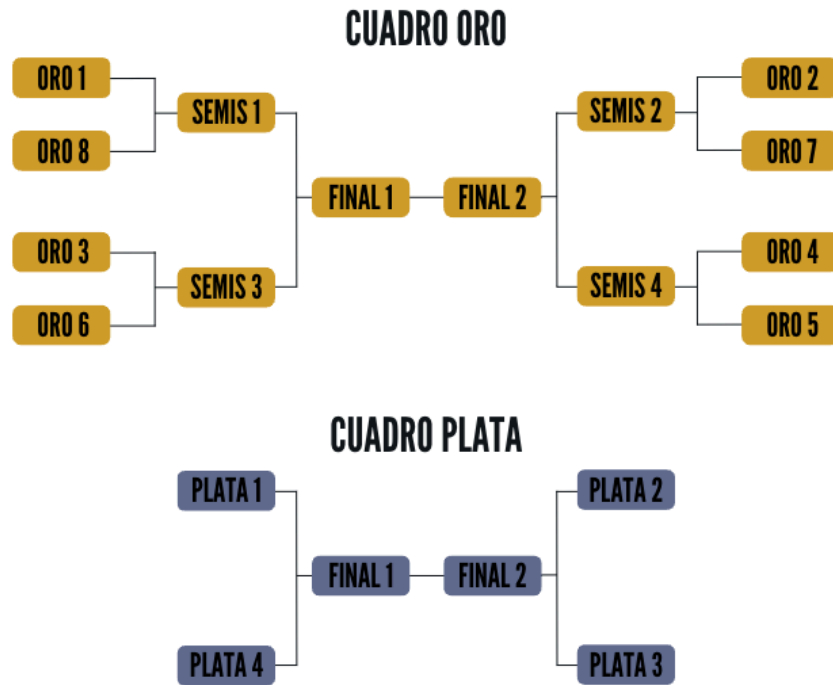 CUADRO ORO
ORO 1
ORO 8
SEMIS 1
ORO 3
ORO 6
SEMIS 3
FINAL 1
FINAL 2
SEMIS 2
ORO 2
ORO 7
SEMIS 4
ORO 4
ORO 5
CUADRO PLATA
PLATA 1
PLATA 4
FINAL 1
FINAL 2
PLATA 2
PLATA 3